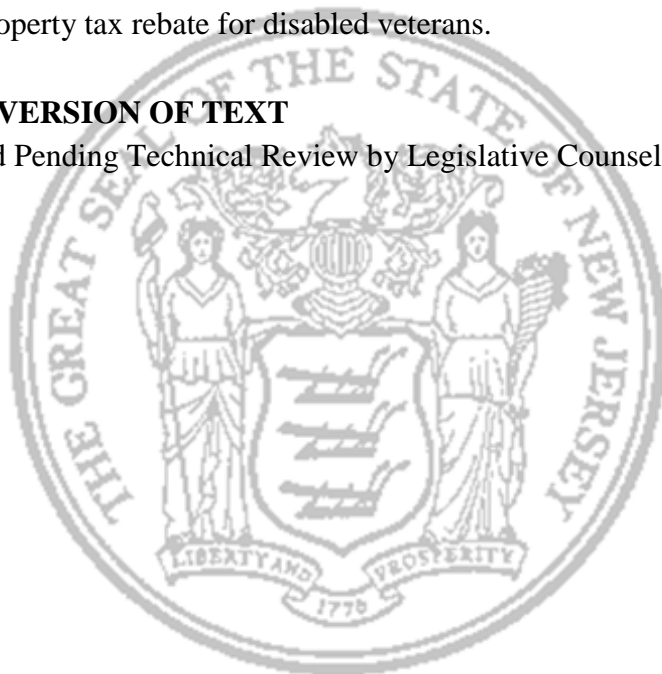 operty tax rebate for disabled veterans.
VERSION OF TEXT
d Pending Technical Review by Legislative Counsel
THE GREAT SEAL OF THE STATE OF NEW JERSEY
LIBERTY AND PROSPERITY
1776